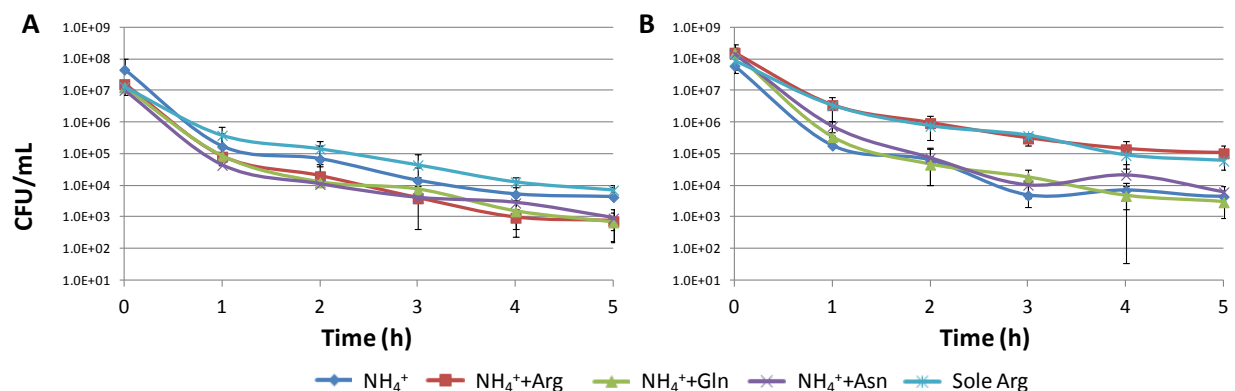 A
CFU/mL
1.0E+09
1.0E+08
1.0E+07
1.0E+06
1.0E+05
1.0E+04
1.0E+03
1.0E+02
1.0E+01
0 1 2 3 4 5
Time (h)
B
1.0E+09
1.0E+08
1.0E+07
1.0E+06
1.0E+05
1.0E+04
1.0E+03
1.0E+02
1.0E+01
0 1 2 3 4 5
Time (h)
NH₄⁺ NH₄⁺+Arg NH₄⁺+Gln NH₄⁺+Asn Sole Arg